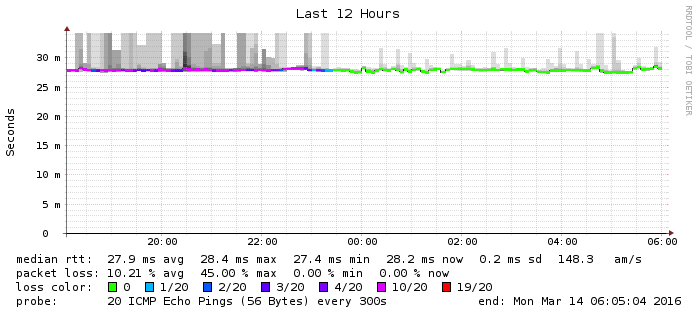 Last 12 Hours
RRDTOOL / TOBI OETIKER
Seconds
30 m
25 m
20 m
15 m
10 m
5 m
0
20:00 22:00 00:00 02:00 04:00 06:00
median rtt: 27.9 ms avg 28.4 ms max 27.4 ms min 28.2 ms now 0.2 ms sd 148.3 am/s
packet loss: 10.21 % avg 45.00 % max 0.00 % min 0.00 % now
loss color: 0 1/20 2/20 3/20 4/20 10/20 19/20
probe: 20 ICMP Echo Pings (56 Bytes) every 300s end: Mon Mar 14 06:05:04 2016